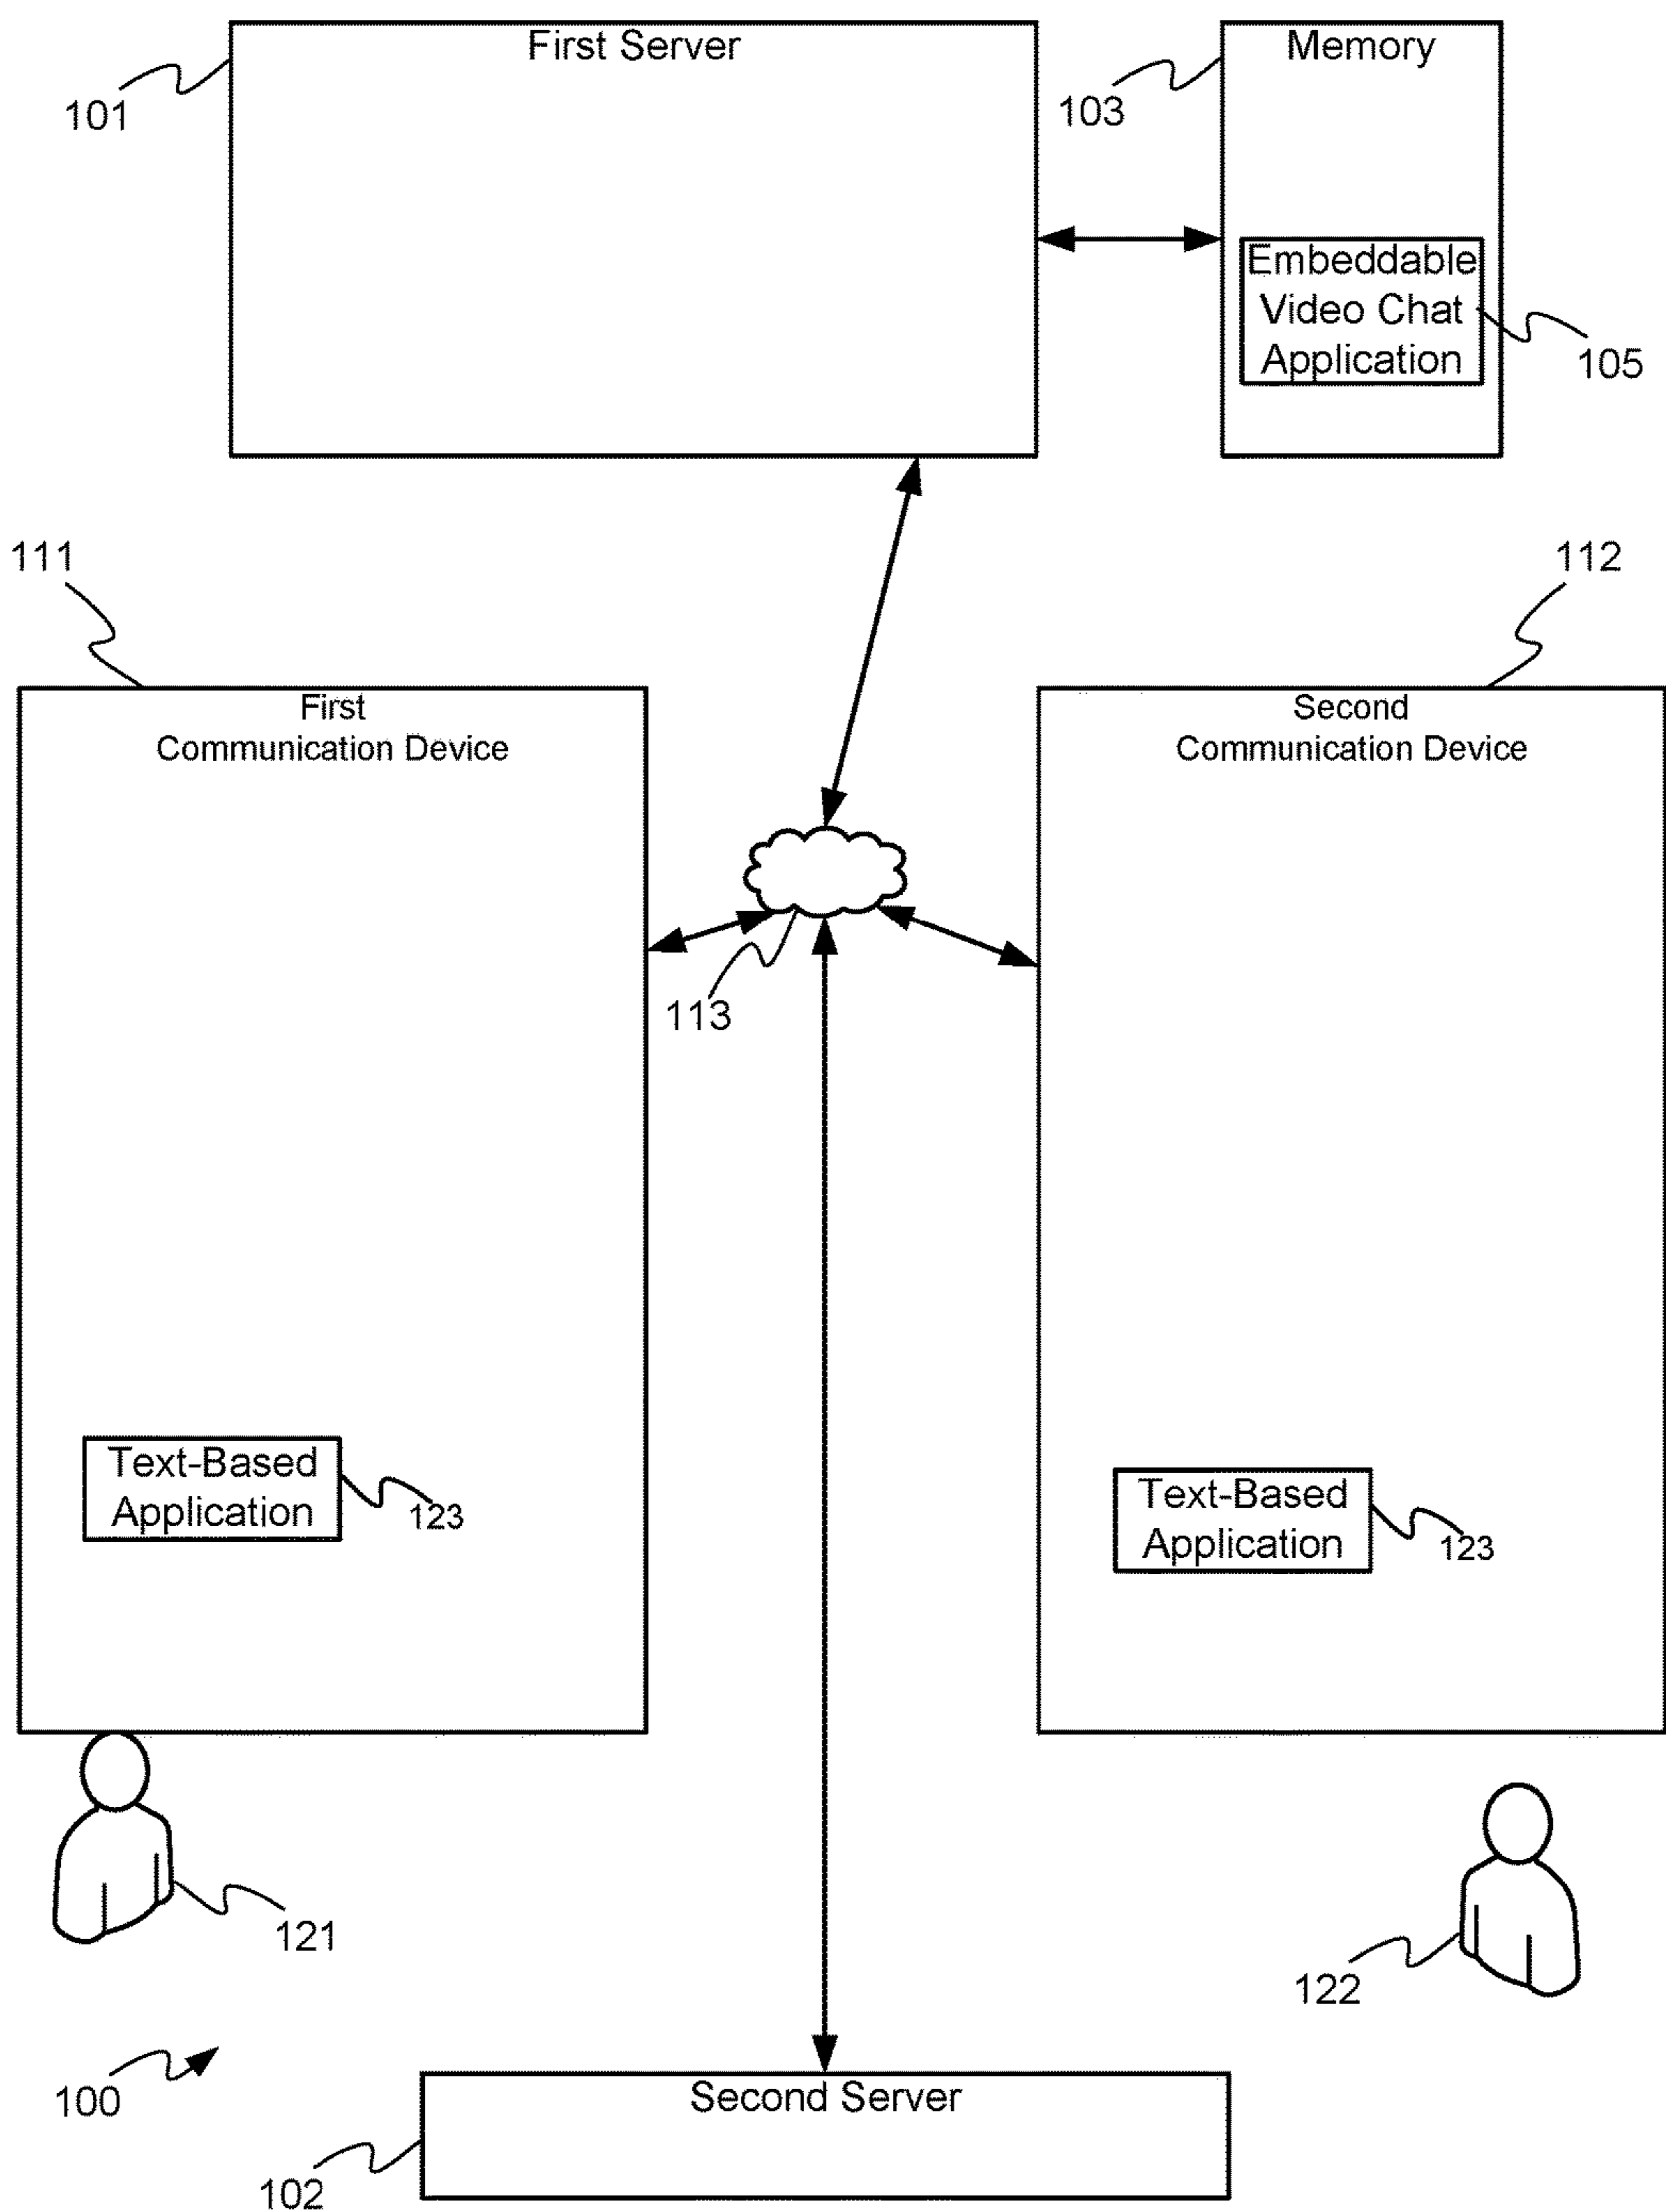 First Server
Memory
101
103
Embeddable
Video Chat
Application
105
111
112
First
Communication Device
Second
Communication Device
113
Text-Based
Application
123
Text-Based
Application
123
121
122
100
Second Server
102